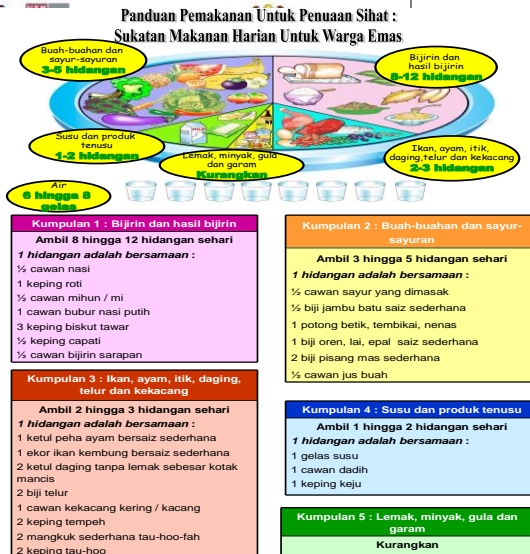 Panduan Pemakanan Untuk Penuaan Sihat :
Sukatan Makanan Harian Untuk Warga Emas
Buah-buahan dan
sayur-sayuran
3-5 hidangan
Bijirin dan
hasil bijirin
8-12 hidangan
Susu dan produk
tenusu
1-2 hidangan
Lemak, minyak, gula
dan garam
Kurangkan
Ikan, ayam, itik,
daging,telur dan kekacang
2-3 hidangan
Air
6 hingga 8
gelas
Kumpulan 1 : Bijirin dan hasil bijirin
Ambil 8 hingga 12 hidangan sehari
1 hidangan adalah bersamaan :
½ cawan nasi
1 keping roti
½ cawan mihun / mi
1 cawan bubur nasi putih
3 keping biskut tawar
½ keping capati
½ cawan bijirin sarapan
Kumpulan 2 : Buah-buahan dan sayur-
sayuran
Ambil 3 hingga 5 hidangan sehari
1 hidangan adalah bersamaan :
½ cawan sayur yang dimasak
½ biji jambu batu saiz sederhana
1 potong betik, tembikai, nenas
1 biji oren, lai, epal  saiz sederhana
2 biji pisang mas sederhana
½ cawan jus buah
Kumpulan 3 : Ikan, ayam, itik, daging,
telur dan kekacang
Ambil 2 hingga 3 hidangan sehari
1 hidangan adalah bersamaan :
1 ketul peha ayam bersaiz sederhana
1 ekor ikan kembung bersaiz sederhana
2 ketul daging tanpa lemak sebesar kotak
mancis
2 biji telur
1 cawan kekacang kering / kacang
2 keping tempeh
2 mangkuk sederhana tau-hoo-fah
2 keping tau-hoo
Kumpulan 4 : Susu dan produk tenusu
Ambil 1 hingga 2 hidangan sehari
1 hidangan adalah bersamaan :
1 gelas susu
1 cawan dadih
1 keping keju
Kumpulan 5 : Lemak, minyak, gula dan
garam
Kurangkan